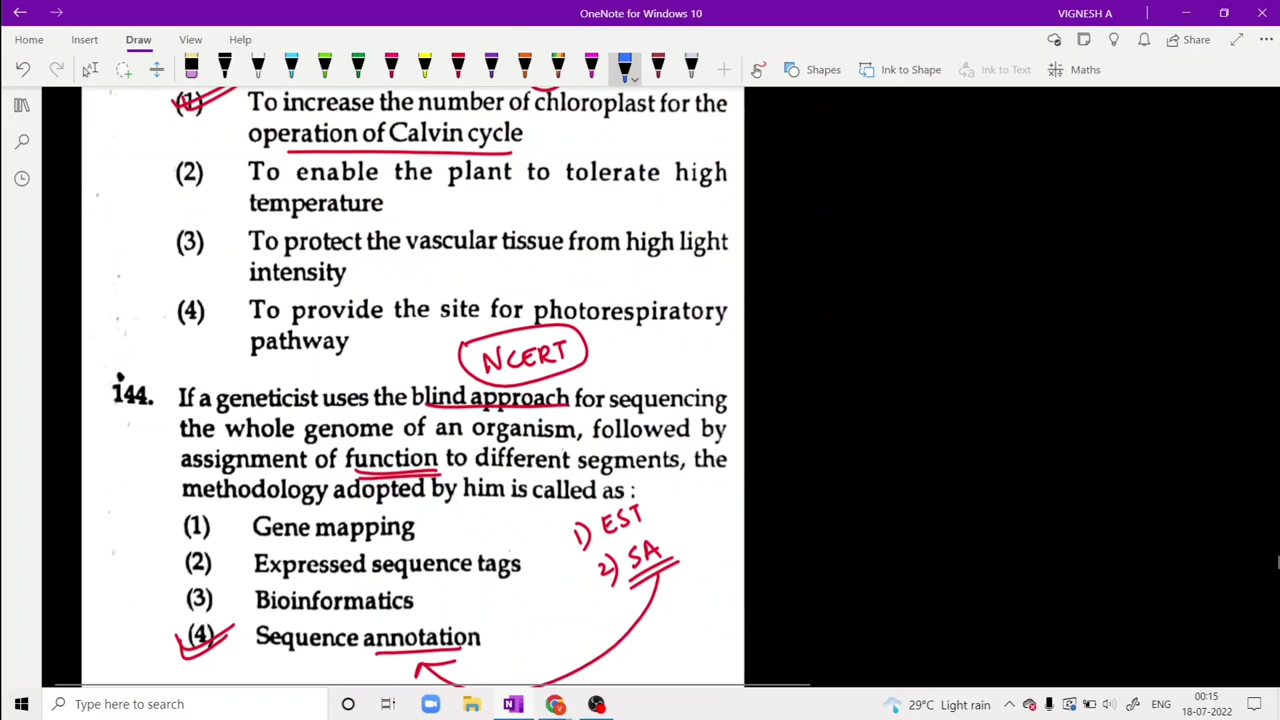 OneNote for Windows 10
VIGNESH A
Home Insert Draw View Help
Share
Shapes Ink to Shape Ink to Text Maths
(1) To increase the number of chloroplast for the
operation of Calvin cycle
(2) To enable the plant to tolerate high
temperature
(3) To protect the vascular tissue from high light
intensity
(4) To provide the site for photorespiratory
pathway
NCERT
144. If a geneticist uses the blind approach for sequencing
the whole genome of an organism, followed by
assignment of function to different segments, the
methodology adopted by him is called as :
(1) Gene mapping
1) EST
(2) Expressed sequence tags
2) SA
(3) Bioinformatics
(4) Sequence annotation
Type here to search
29°C Light rain
ENG
00:15
18-07-2022